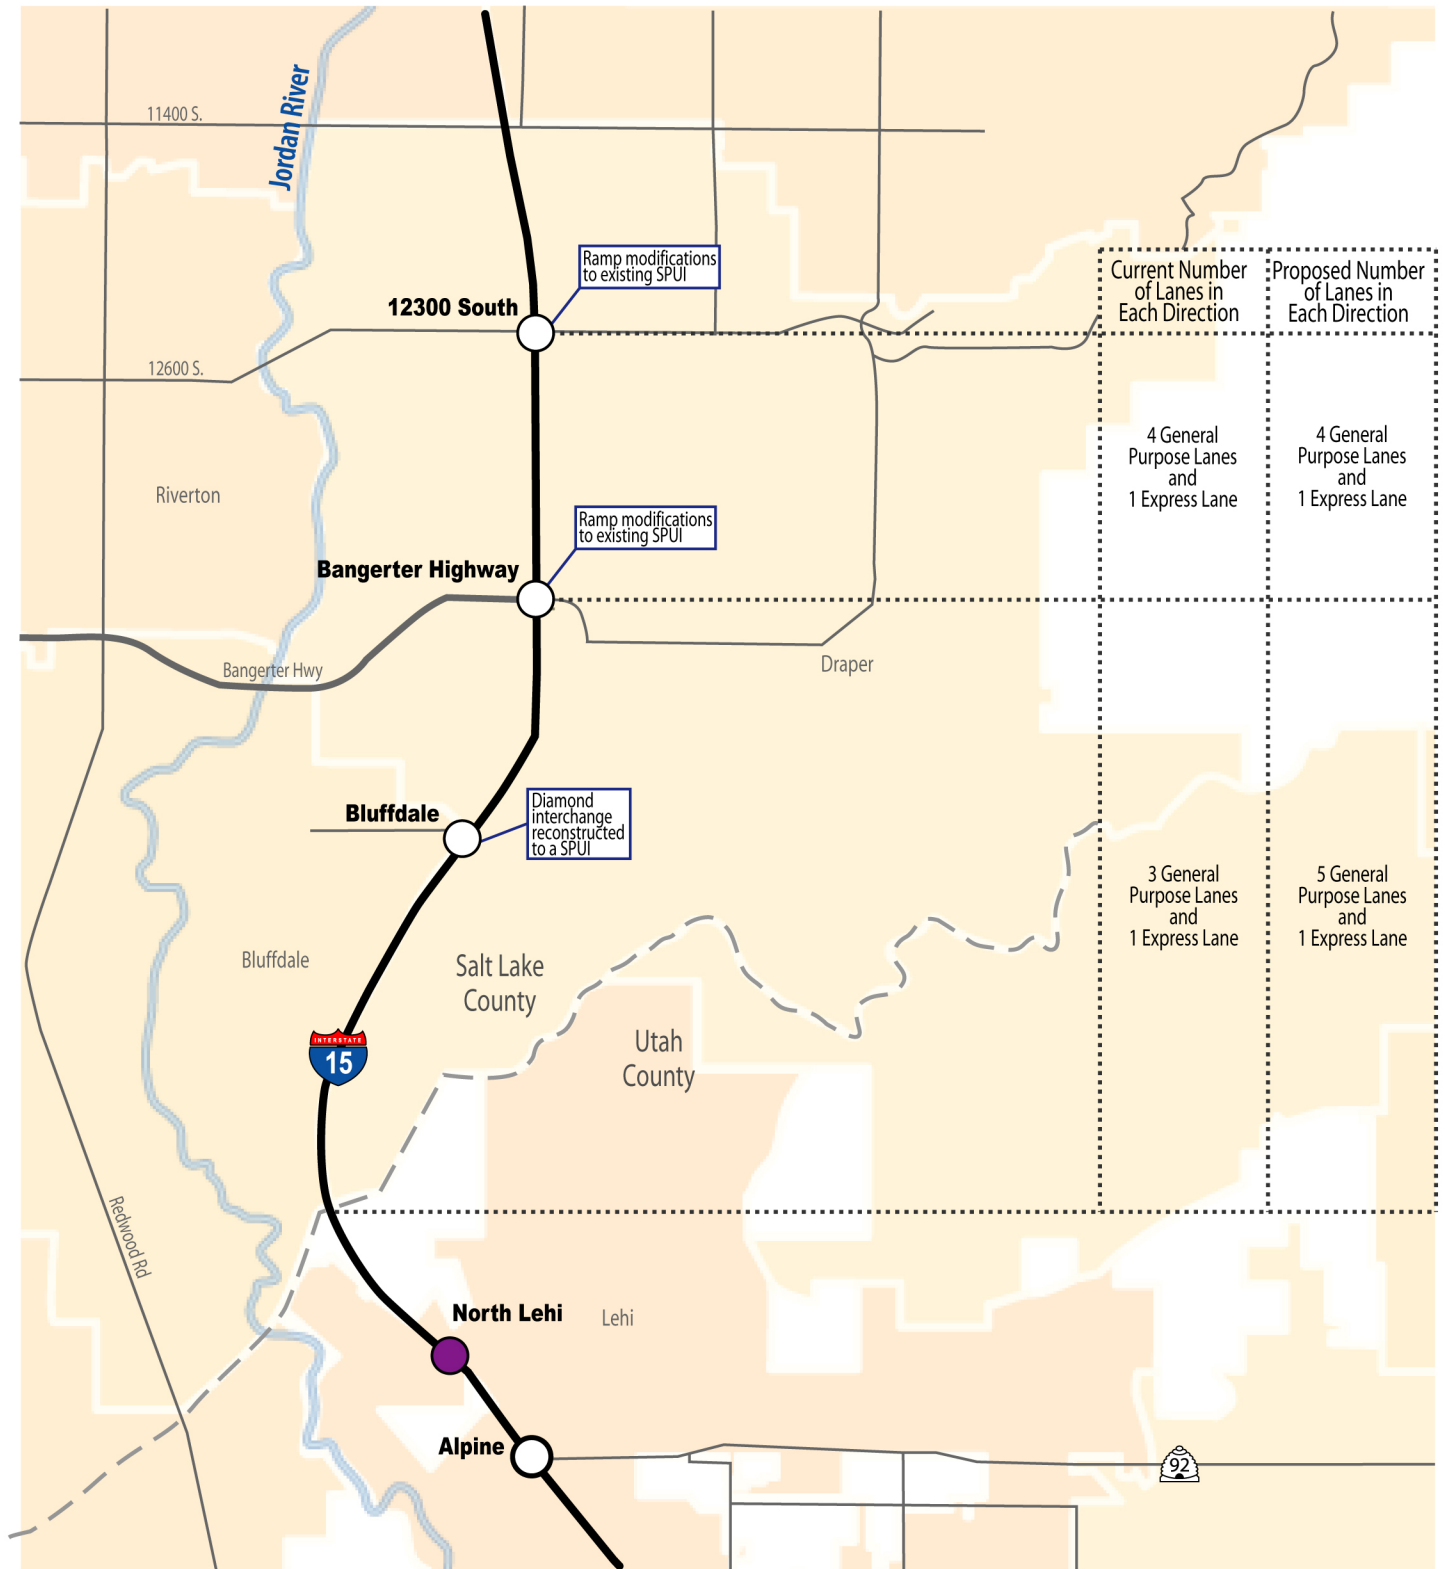 11400 S.
Jordan River
Ramp modifications
to existing SPUI
12300 South
Current Number
of Lanes in
Each Direction
Proposed Number
of Lanes in
Each Direction
12600 S.
4 General
Purpose Lanes
and
1 Express Lane
4 General
Purpose Lanes
and
1 Express Lane
Riverton
Ramp modifications
to existing SPUI
Bangerter Highway
Bangerter Hwy
Draper
Diamond
interchange
reconstructed
to a SPUI
Bluffdale
3 General
Purpose Lanes
and
1 Express Lane
5 General
Purpose Lanes
and
1 Express Lane
Bluffdale
Salt Lake
County
Utah
County
INTERSTATE
15
Redwood Rd
North Lehi
Lehi
Alpine
92